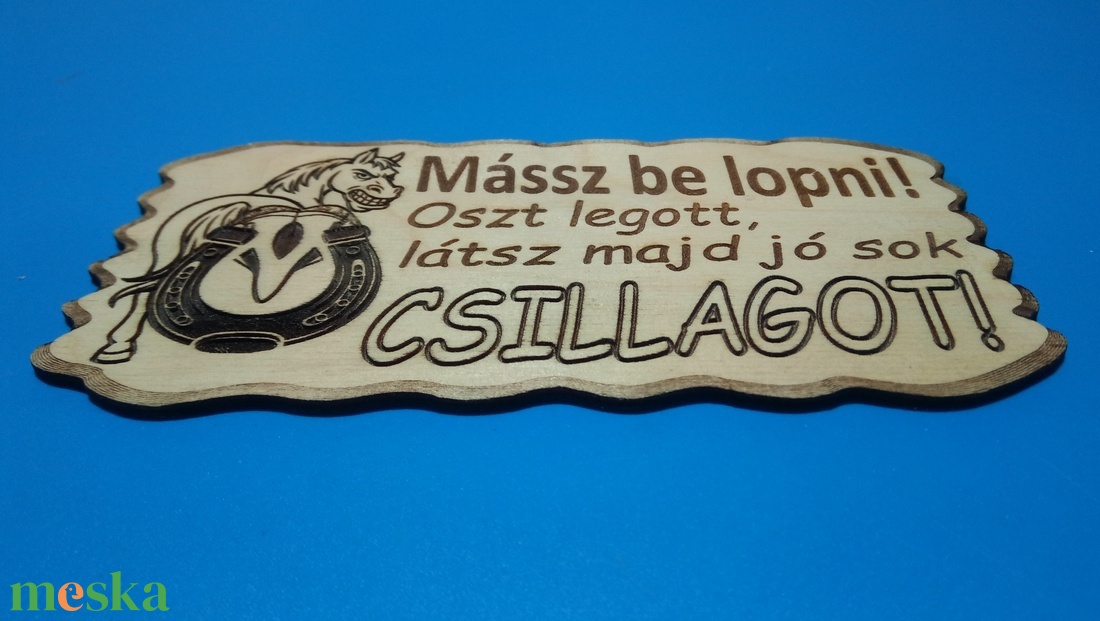 Mássz be lopni!
Oszt legott,
látsz majd jó sok
CSILLAGOT!
meska